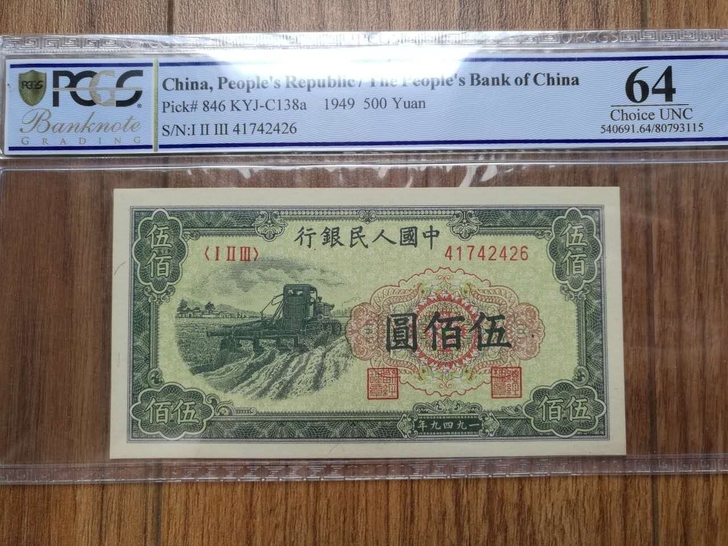 PCGS
Banknote
GRADING
China, People's Republic / The People's Bank of China
Pick# 846 KYJ-C138a 1949 500 Yuan
S/N:I II III 41742426
64
Choice UNC
540691.64/80793115
行銀民人國中
〈I II III〉
41742426
伍佰
伍佰
圓佰伍
佰伍
佰伍
年九四九一